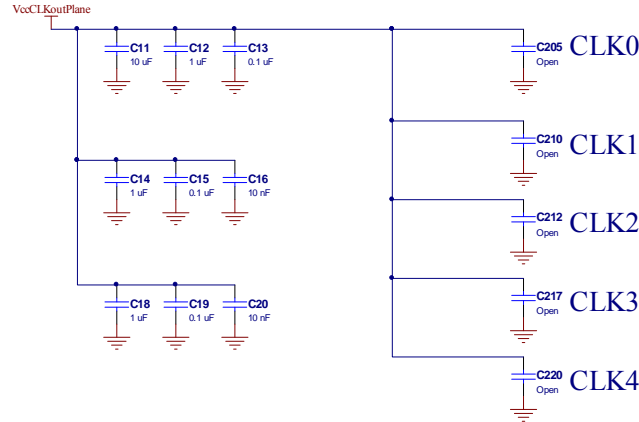 VccCLKoutPlane
C11
10 uF
C12
1 uF
C13
0.1 uF
C205
Open
CLK0
C210
Open
CLK1
C14
1 uF
C15
0.1 uF
C16
10 nF
C212
Open
CLK2
C18
1 uF
C19
0.1 uF
C20
10 nF
C217
Open
CLK3
C220
Open
CLK4